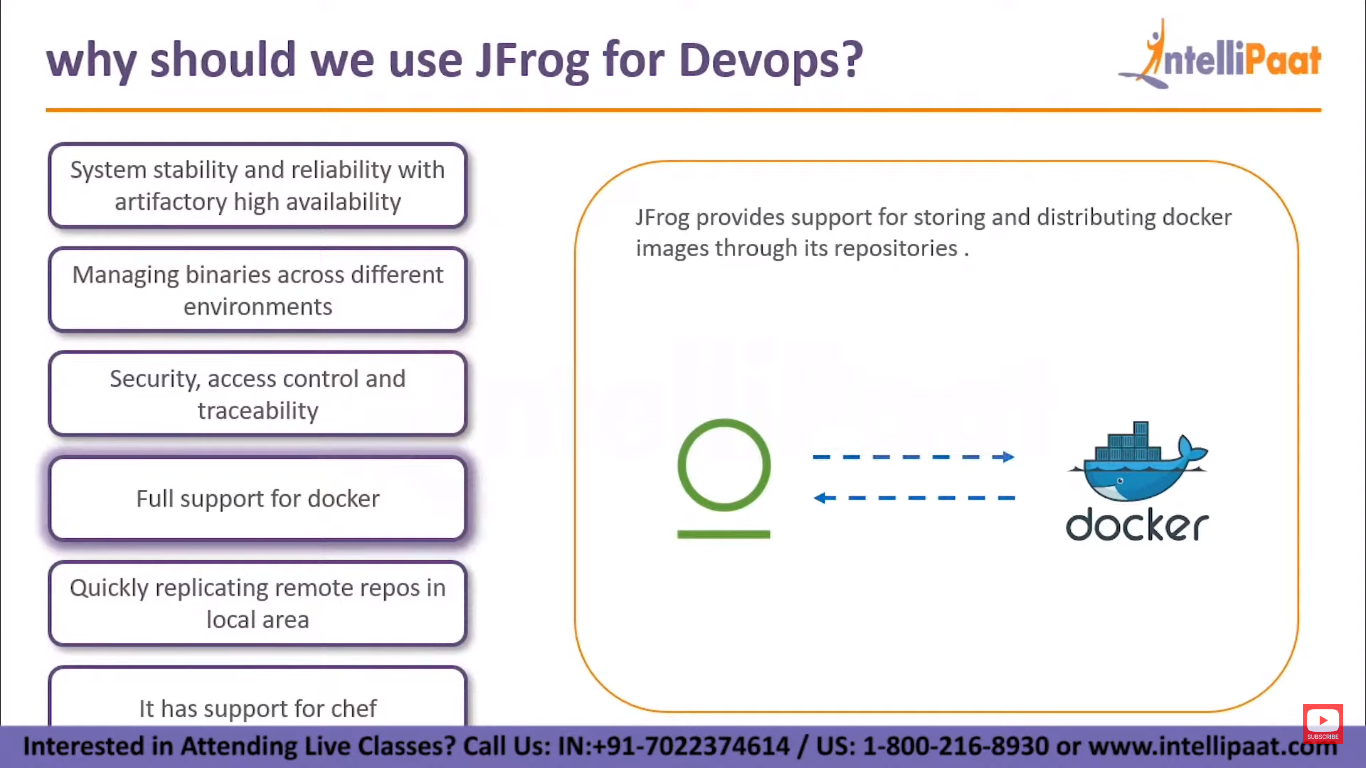 why should we use JFrog for Devops?
intelliPaat
System stability and reliability with
artifactory high availability
Managing binaries across different
environments
Security, access control and
traceability
Full support for docker
Quickly replicating remote repos in
local area
It has support for chef
JFrog provides support for storing and distributing docker
images through its repositories .
docker
SUBSCRIBE
Interested in Attending Live Classes? Call Us: IN:+91-7022374614 / US: 1-800-216-8930 or www.intellipaat.com